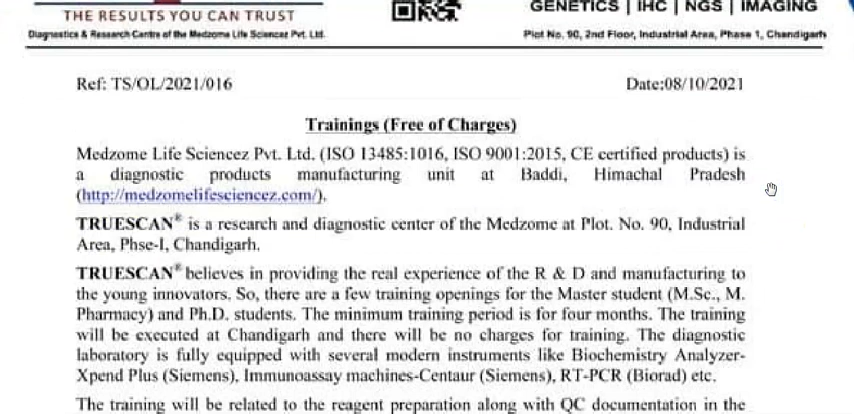 THE RESULTS YOU CAN TRUST
GENETICS | IHC | NGS | IMAGING
Diagnostics & Research Centre of the Medzome Life Sciencez Pvt. Ltd.
Plot No. 90, 2nd Floor, Industrial Area, Phase 1, Chandigarh
Ref: TS/OL/2021/016
Date:08/10/2021
Trainings (Free of Charges)
Medzome Life Sciencez Pvt. Ltd. (ISO 13485:1016, ISO 9001:2015, CE certified products) is
a diagnostic products manufacturing unit at Baddi, Himachal Pradesh
(http://medzomelifesciencez.com/).
TRUESCAN® is a research and diagnostic center of the Medzome at Plot. No. 90, Industrial
Area, Phse-I, Chandigarh.
TRUESCAN® believes in providing the real experience of the R & D and manufacturing to
the young innovators. So, there are a few training openings for the Master student (M.Sc., M.
Pharmacy) and Ph.D. students. The minimum training period is for four months. The training
will be executed at Chandigarh and there will be no charges for training. The diagnostic
laboratory is fully equipped with several modern instruments like Biochemistry Analyzer-
Xpend Plus (Siemens), Immunoassay machines-Centaur (Siemens), RT-PCR (Biorad) etc.
The training will be related to the reagent preparation along with QC documentation in the